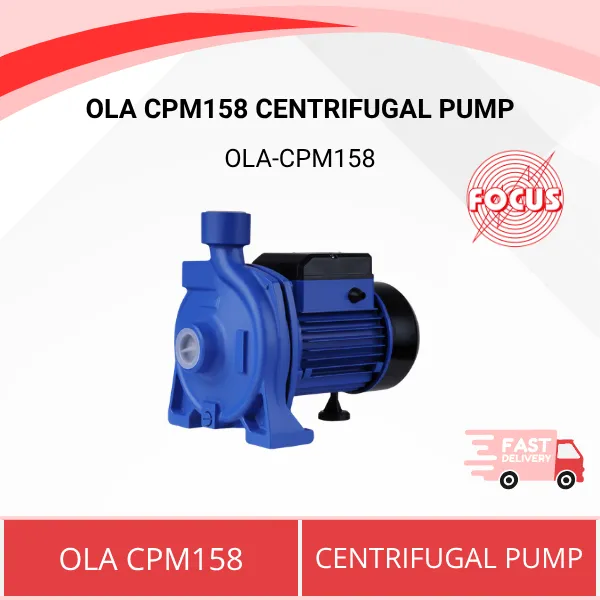 OLA CPM158 CENTRIFUGAL PUMP
OLA-CPM158
FOCUS
FAST
DELIVERY
OLA CPM158
CENTRIFUGAL PUMP